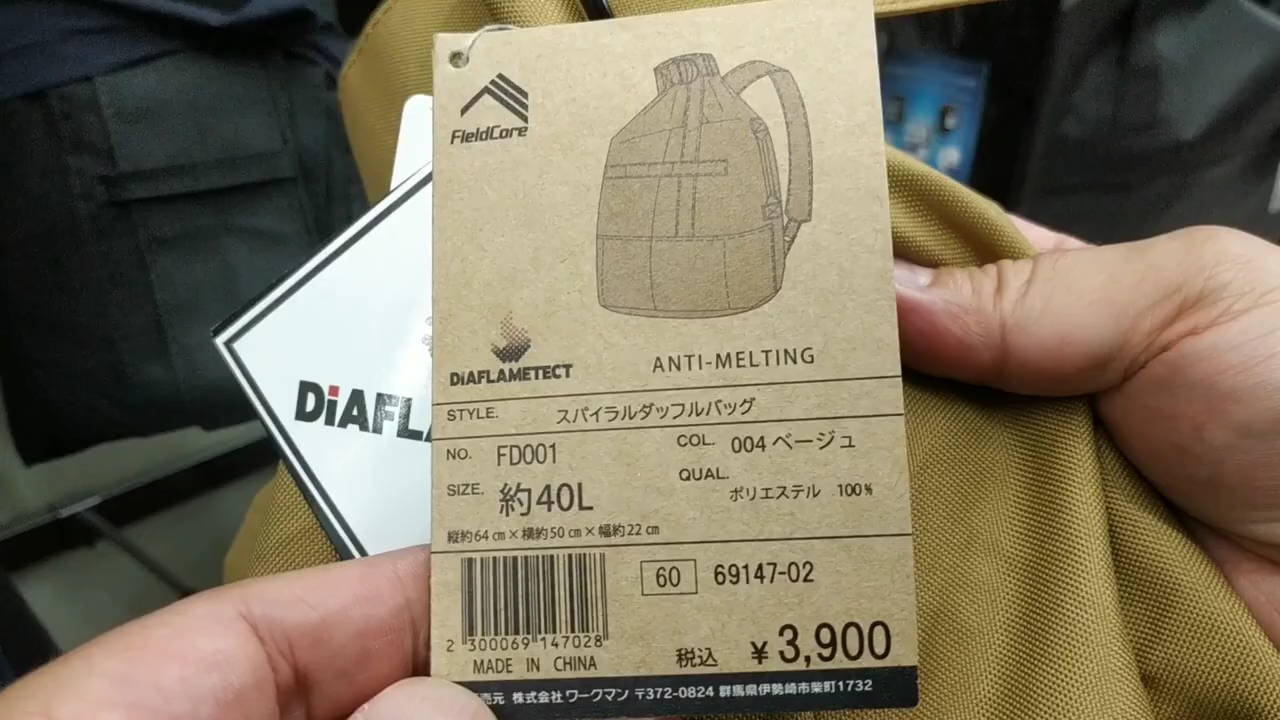 FieldCore
DiAFLAMETECT
ANTI-MELTING
STYLE. スパイラルダッフルバッグ
NO. FD001
COL. 004 ベージュ
SIZE. 約40L
QUAL. ポリエステル 100%
縦約64㎝×横約50㎝×幅約22㎝
60 69147-02
2 300069 147028
MADE IN CHINA
税込 ¥3,900
売元 株式会社ワークマン 〒372-0824 群馬県伊勢崎市柴町1732
DiAFL